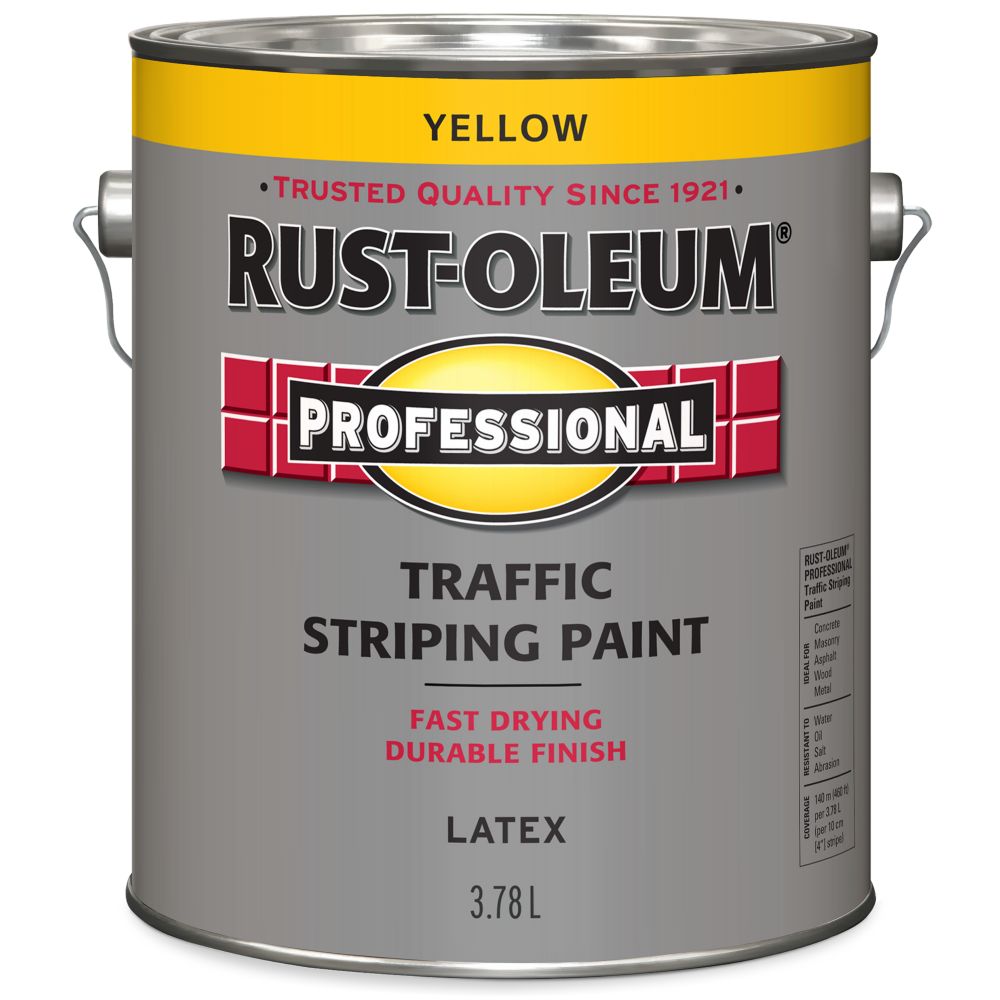 YELLOW
•TRUSTED QUALITY SINCE 1921•
RUST-OLEUM®
PROFESSIONAL
TRAFFIC
STRIPING PAINT
FAST DRYING
DURABLE FINISH
LATEX
3.78 L
RUST-OLEUM®
PROFESSIONAL
Traffic Striping
Paint
IDEAL FOR
Concrete
Masonry
Asphalt
Wood
Metal
RESISTANT TO
Water
Oil
Salt
Abrasion
COVERAGE
140 m (460 ft)
per 3.78 L
(per 10 cm
[4"] stripe)